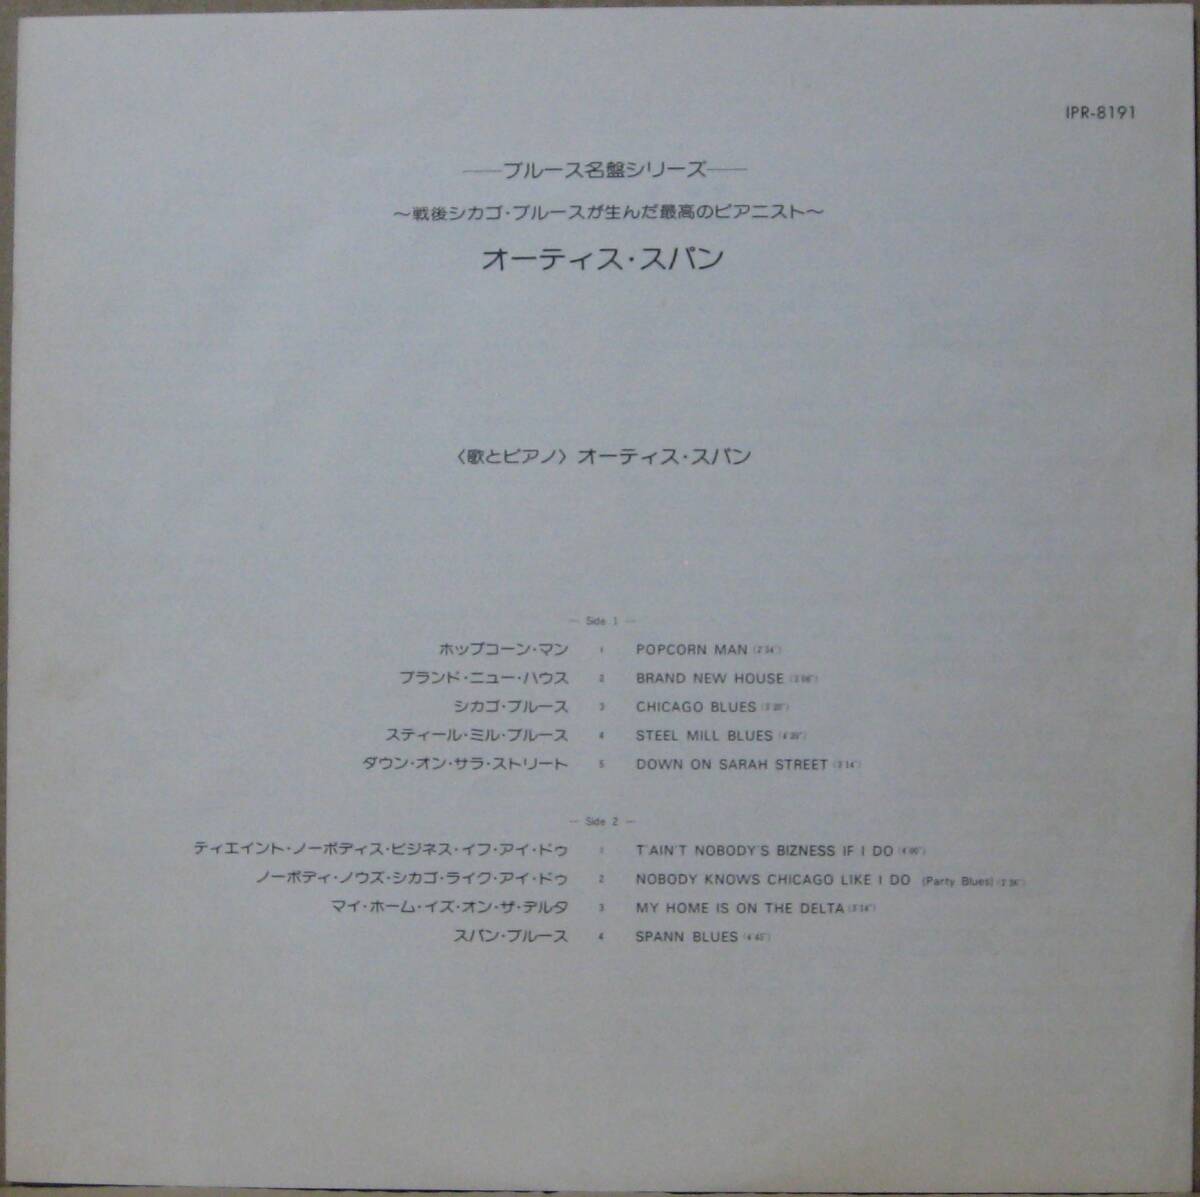 IPR-8191
——ブルース名盤シリーズ——
～戦後シカゴ・ブルースが生んだ最高のピアニスト～
オーティス・スパン
〈歌とピアノ〉オーティス・スパン
— Side 1 —
ホップコーン・マン 1 POPCORN MAN
ブランド・ニュー・ハウス 2 BRAND NEW HOUSE
シカゴ・ブルース 3 CHICAGO BLUES
スティール・ミル・ブルース 4 STEEL MILL BLUES
ダウン・オン・サラ・ストリート 5 DOWN ON SARAH STREET
— Side 2 —
ティエイント・ノーボディス・ビジネス・イフ・アイ・ドゥ 1 T'AIN'T NOBODY'S BIZNESS IF I DO
ノーボディ・ノウズ・シカゴ・ライク・アイ・ドゥ 2 NOBODY KNOWS CHICAGO LIKE I DO (Party Blues)
マイ・ホーム・イズ・オン・ザ・デルタ 3 MY HOME IS ON THE DELTA
スパン・ブルース 4 SPANN BLUES